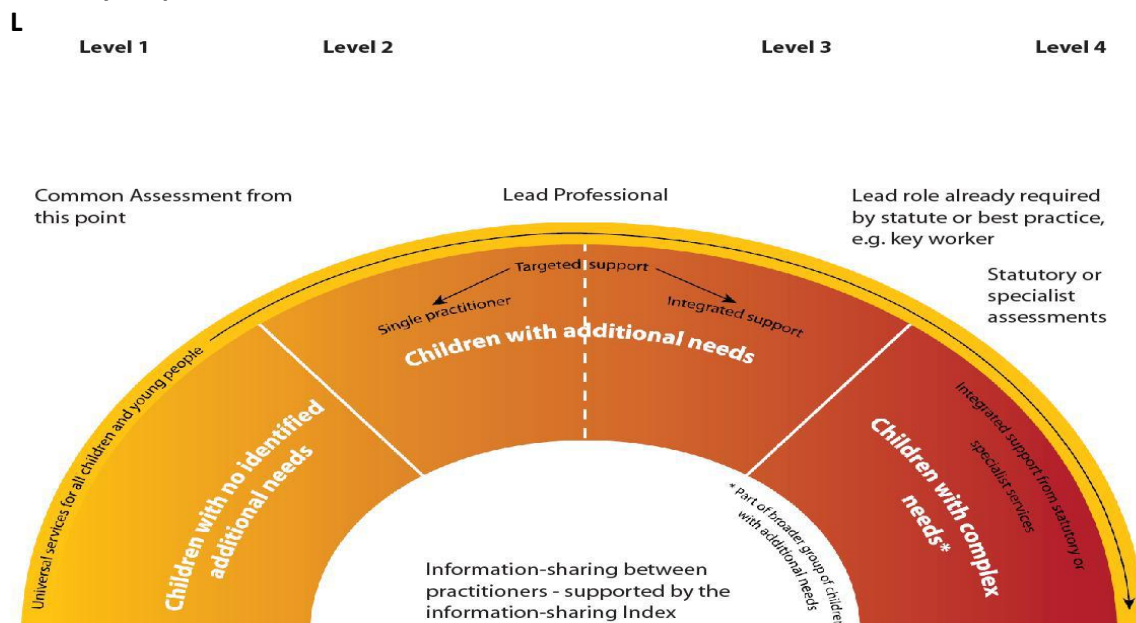 L
Level 1
Level 2
Level 3
Level 4
Common Assessment from
this point
Lead Professional
Lead role already required
by statute or best practice,
e.g. key worker
Statutory or
specialist
assessments
Universal services for all children and young people
Targeted support
Single practitioner
Integrated support
Children with additional needs
Children with no identified
additional needs
Children with complex
needs*
Integrated support from statutory or
specialist services
* Part of broader group of children
with additional needs
Information-sharing between
practitioners - supported by the
information-sharing Index